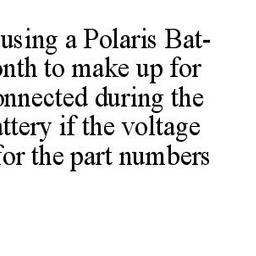 using a Polaris Bat-
onth to make up for
onnected during the
attery if the voltage
for the part numbers